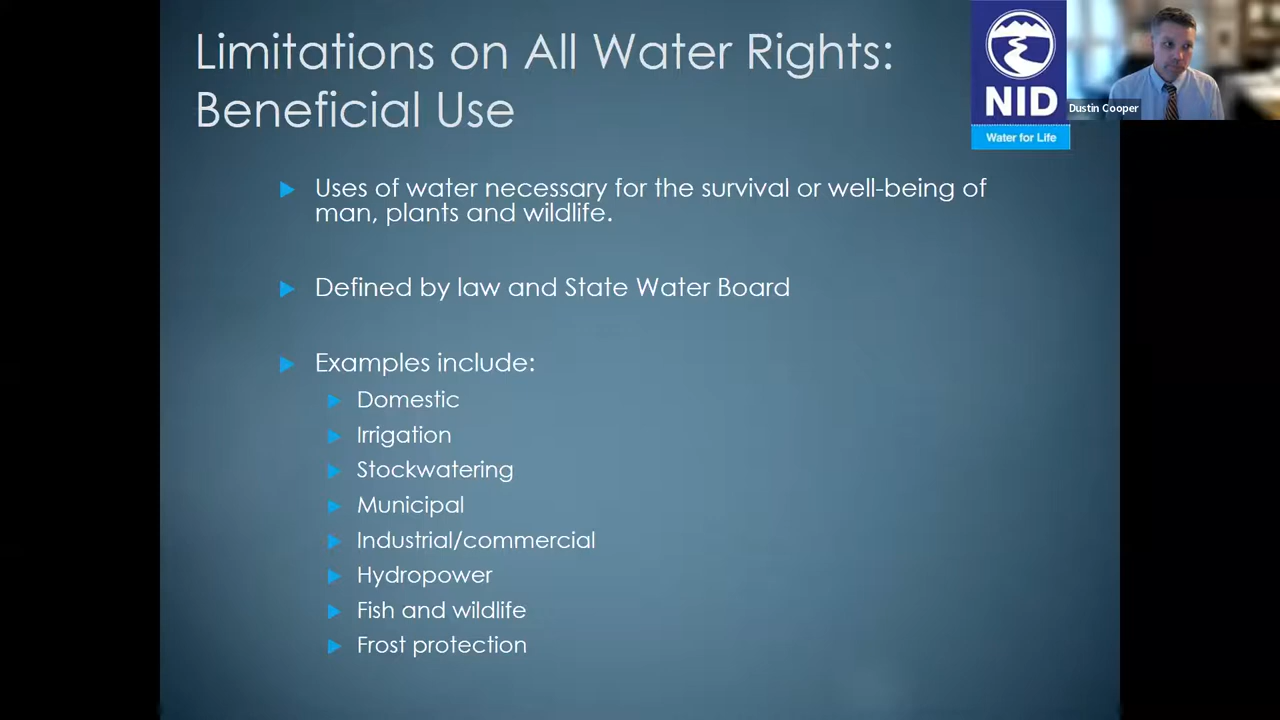 Limitations on All Water Rights:
Beneficial Use
NID
Water for Life
Dustin Cooper
Uses of water necessary for the survival or well-being of
man, plants and wildlife.
Defined by law and State Water Board
Examples include:
Domestic
Irrigation
Stockwatering
Municipal
Industrial/commercial
Hydropower
Fish and wildlife
Frost protection